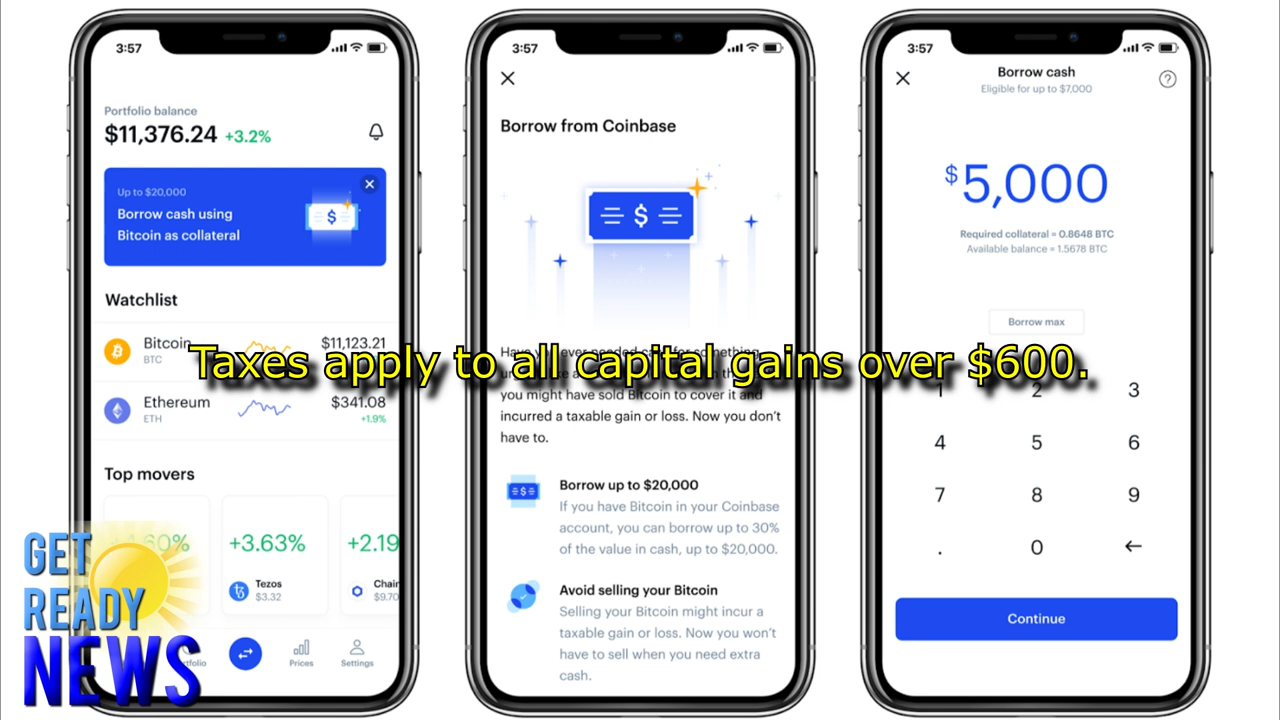 3:57
Portfolio balance
$11,376.24 +3.2%
Up to $20,000
Borrow cash using
Bitcoin as collateral
$
Watchlist
Bitcoin $11,123.21
BTC
Ethereum $341.08
ETH +1.9%
Top movers
+4.60% +3.63% +2.19
Tezos Chain
$3.32 $9.70
Prices Settings
3:57
Borrow from Coinbase
$
you might have sold Bitcoin to cover it and
incurred a taxable gain or loss. Now you don't
have to.
$
Borrow up to $20,000
If you have Bitcoin in your Coinbase
account, you can borrow up to 30%
of the value in cash, up to $20,000.
Avoid selling your Bitcoin
Selling your Bitcoin might incur a
taxable gain or loss. Now you won't
have to sell when you need extra
cash.
3:57
Borrow cash
Eligible for up to $7,000
?
$5,000
Required collateral = 0.8648 BTC
Available balance = 1.5678 BTC
Borrow max
1 2 3
4 5 6
7 8 9
. 0
Continue
Taxes apply to all capital gains over $600.
GET
READY
NEWS